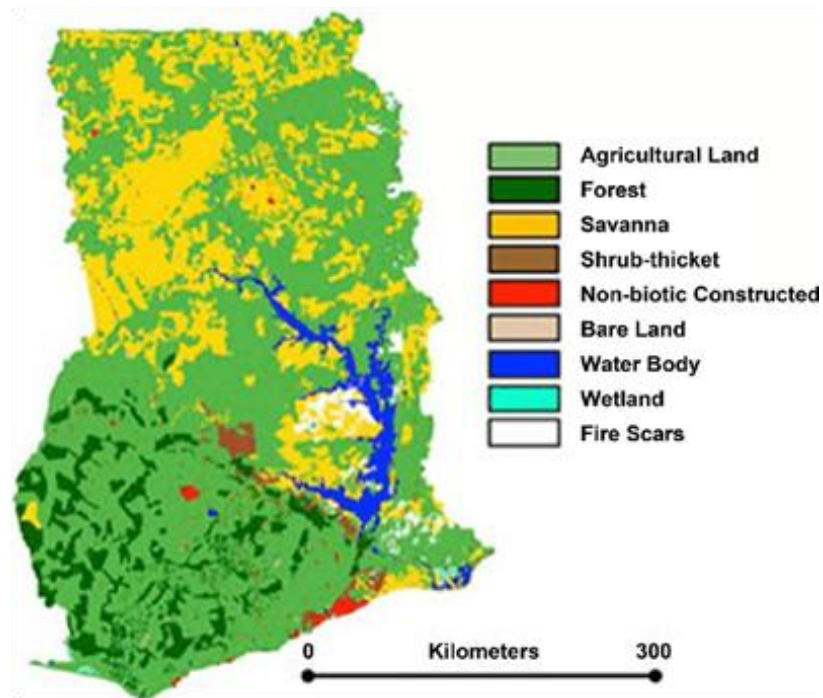 Agricultural Land
Forest
Savanna
Shrub-thicket
Non-biotic Constructed
Bare Land
Water Body
Wetland
Fire Scars
0 Kilometers 300